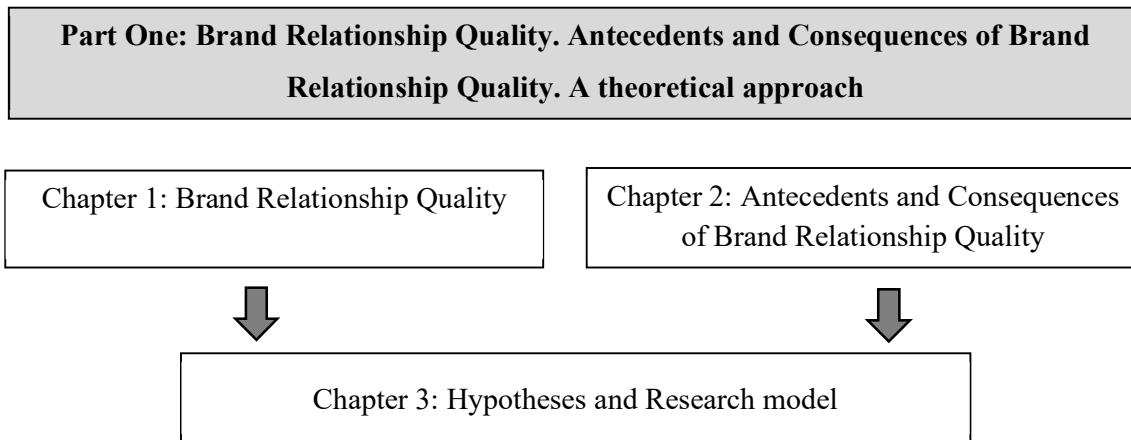 Part One: Brand Relationship Quality. Antecedents and Consequences of Brand
Relationship Quality. A theoretical approach
Chapter 1: Brand Relationship Quality
Chapter 2: Antecedents and Consequences
of Brand Relationship Quality
Chapter 3: Hypotheses and Research model